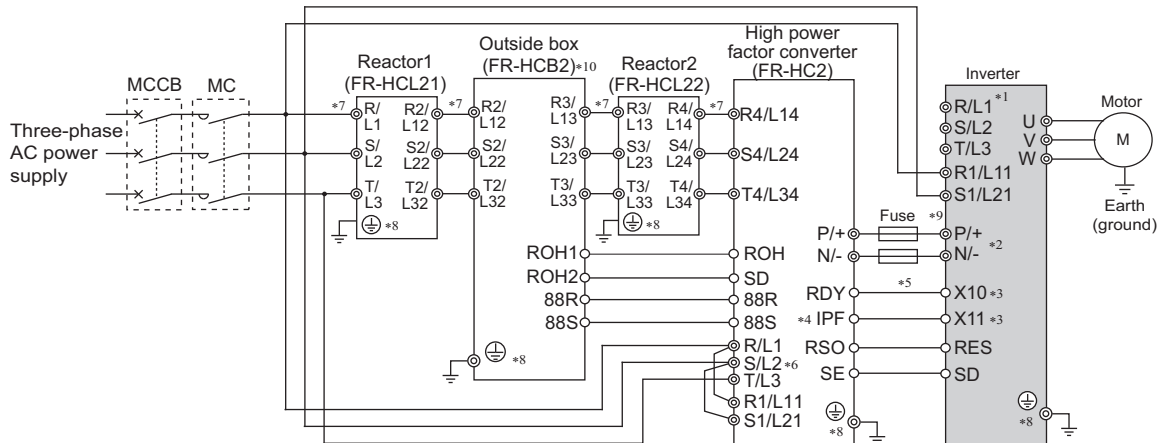 MCCB
MC
Three-phase
AC power
supply
Reactor1
(FR-HCL21)
*7
R/
L1
R2/
L12
S/
L2
S2/
L22
T/
L3
T2/
L32
*8
Outside box
(FR-HCB2)*10
*7
R2/
L12
R3/
L13
S2/
L22
S3/
L23
T2/
L32
T3/
L33
ROH1
ROH2
88R
88S
*8
Reactor2
(FR-HCL22)
*7
R3/
L13
R4/
L14
S3/
L23
S4/
L24
T3/
L33
T4/
L34
*8
High power
factor converter
(FR-HC2)
*7
R4/L14
S4/L24
T4/L34
ROH
SD
88R
88S
R/L1
S/L2*6
T/L3
R1/L11
S1/L21
P/+
N/-
RDY
*4 IPF
RSO
SE
*8
Fuse
*9
*5
Inverter
R/L1 *1
S/L2
T/L3
R1/L11
S1/L21
P/+
N/-
*2
X10 *3
X11 *3
RES
SD
U
V
W
*8
Motor
M
Earth
(ground)